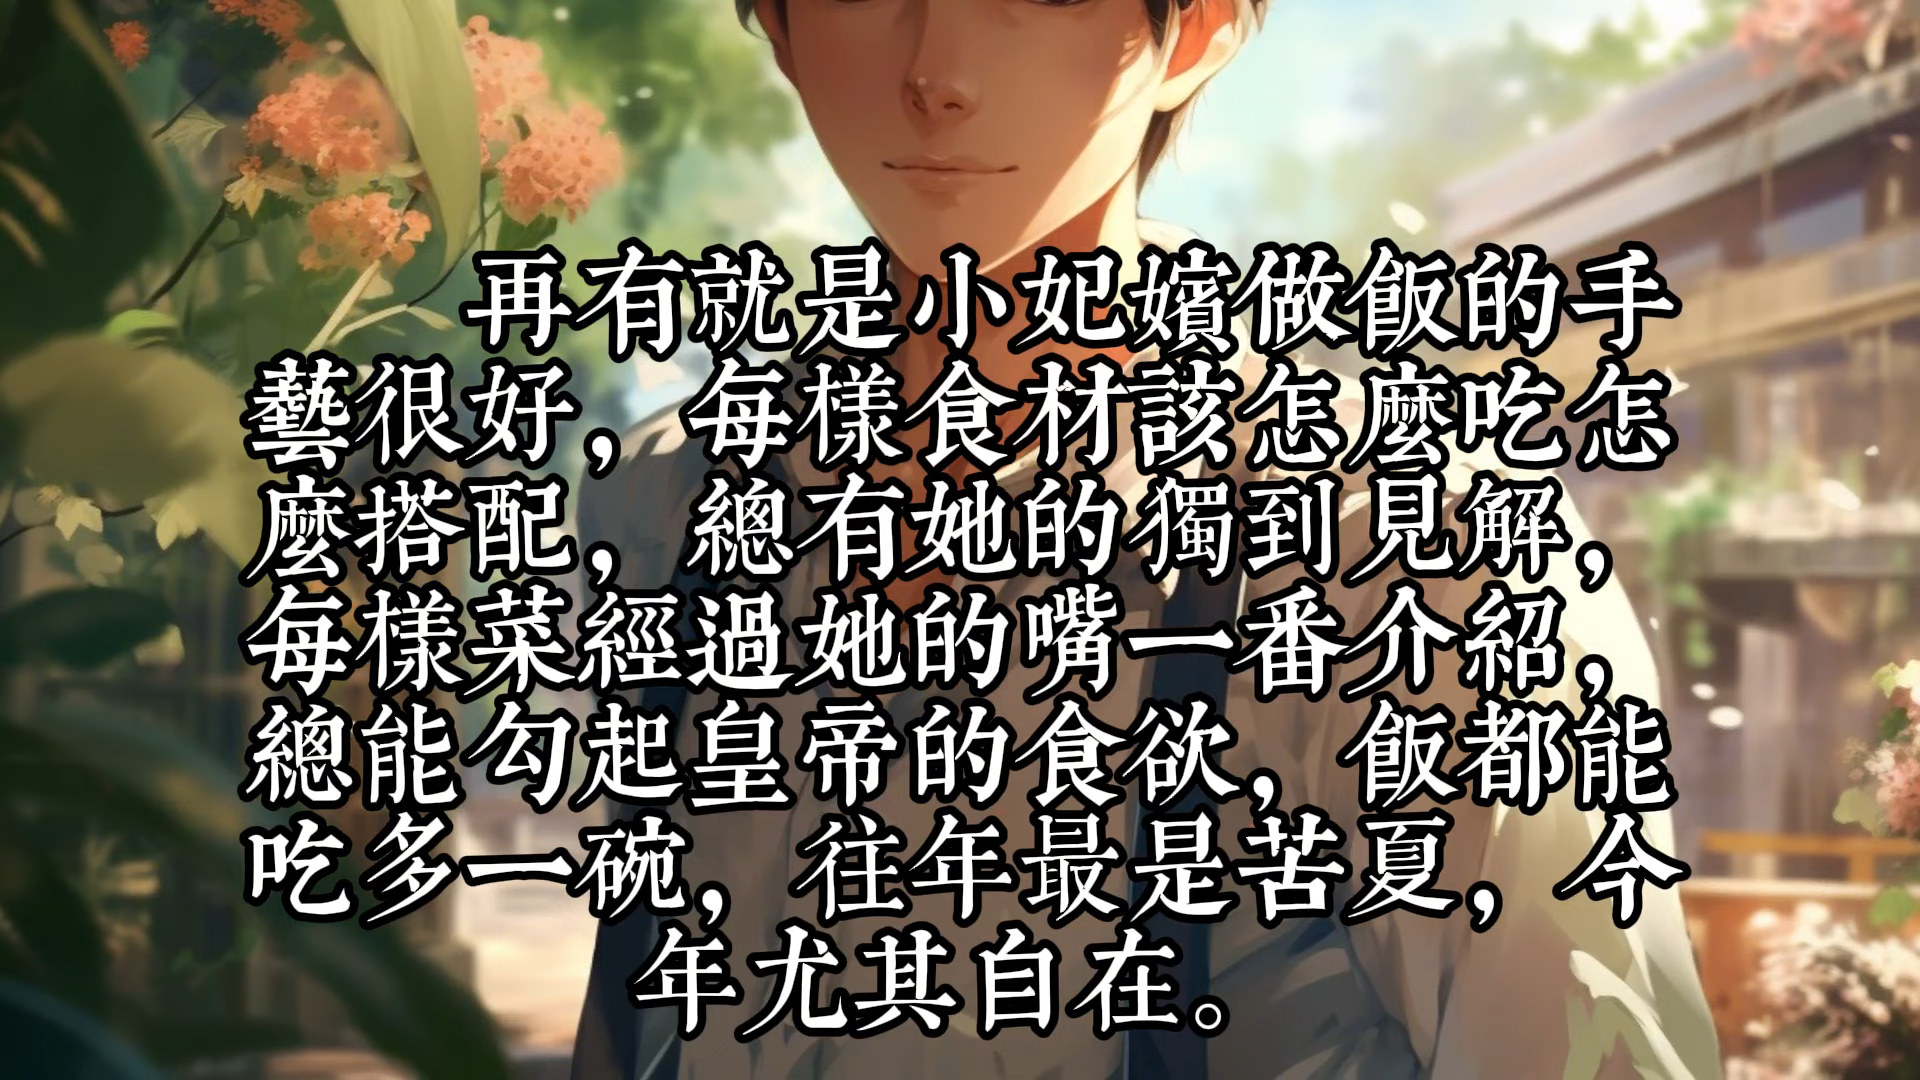 再有就是小妃嬪做飯的手
藝很好，每樣食材該怎麼吃怎
麼搭配，總有她的獨到見解，
每樣菜經過她的嘴一番介紹，
總能勾起皇帝的食欲，飯都能
吃多一碗，往年最是苦夏，今
年尤其自在。